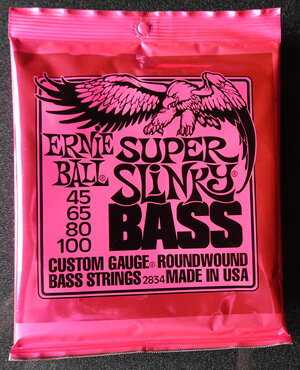 ERNIE BALL®
SUPER SLINKY®
BASS
45
65
80
100
CUSTOM GAUGE® ROUNDWOUND
BASS STRINGS 2834 MADE IN USA